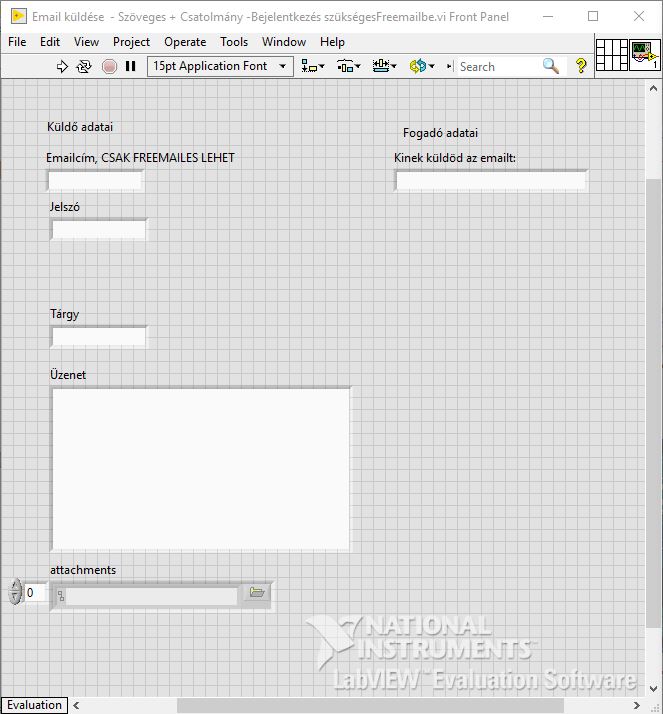 Email küldése - Szöveges + Csatolmány -Bejelentkezés szükségesFreemailbe.vi Front Panel
File Edit View Project Operate Tools Window Help
15pt Application Font Search ? 1
Küldő adatai
Fogadó adatai
Emailcím, CSAK FREEMAILES LEHET
Kinek küldöd az emailt:
Jelszó
Tárgy
Üzenet
attachments
0
NATIONAL
INSTRUMENTS™
LabVIEW™ Evaluation Software
Evaluation